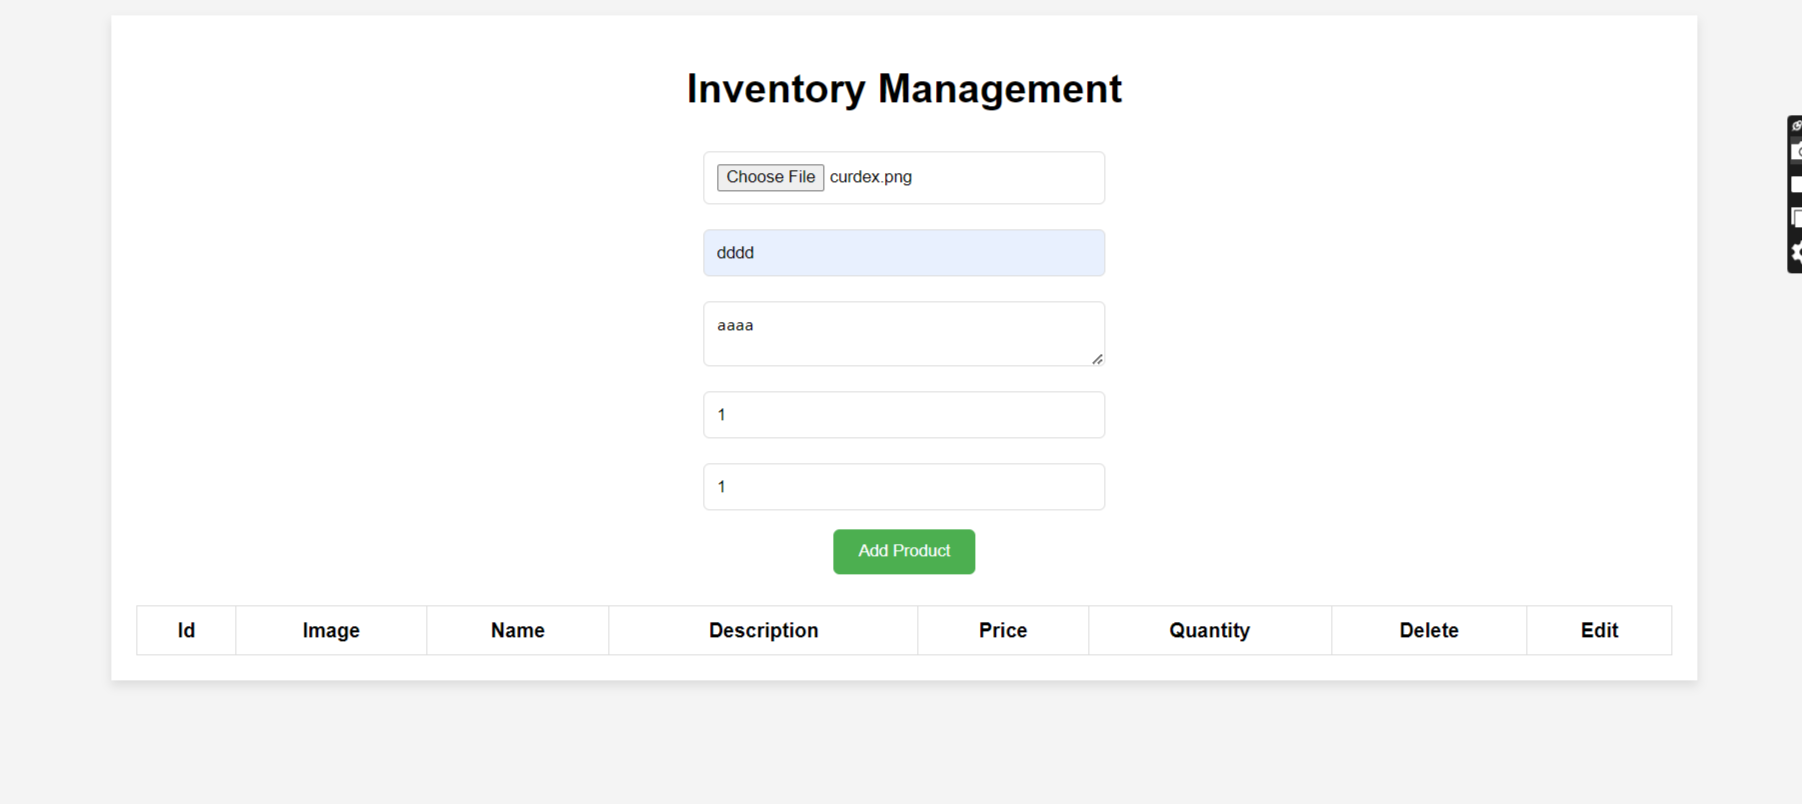 Inventory Management
Choose File curdex.png
dddd
aaaa
1
1
Add Product
Id Image Name Description Price Quantity Delete Edit